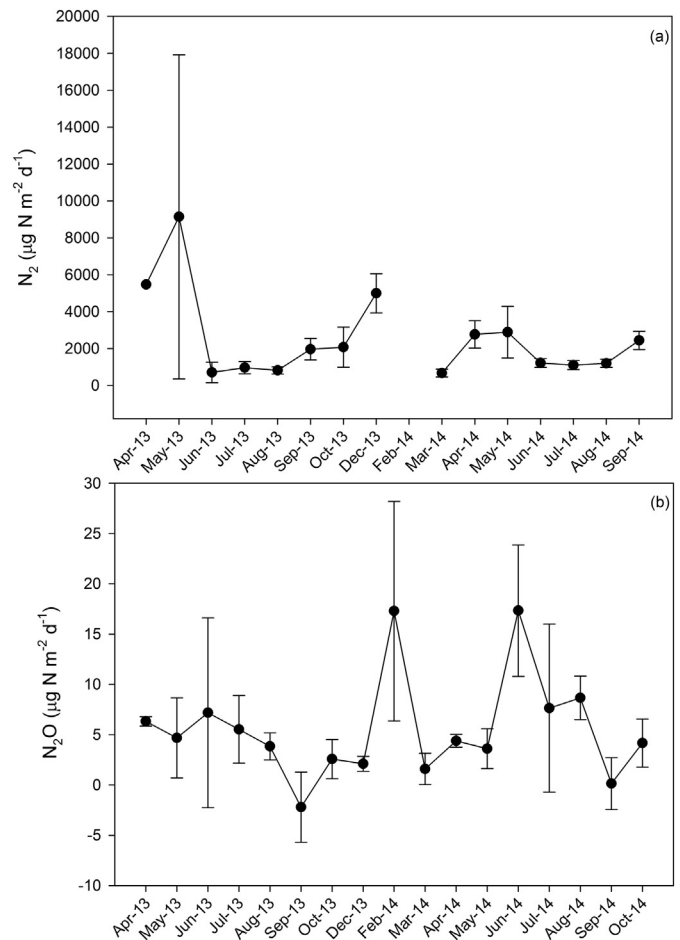 (a)
20000
18000
16000
14000
12000
10000
8000
6000
4000
2000
0
N₂ (μg N m⁻² d⁻¹)
Apr-13
May-13
Jun-13
Jul-13
Aug-13
Sep-13
Oct-13
Dec-13
Feb-14
Mar-14
Apr-14
May-14
Jun-14
Jul-14
Aug-14
Sep-14
(b)
30
25
20
15
10
5
0
-5
-10
N₂O (μg N m⁻² d⁻¹)
Apr-13
May-13
Jun-13
Jul-13
Aug-13
Sep-13
Oct-13
Dec-13
Feb-14
Mar-14
Apr-14
May-14
Jun-14
Jul-14
Aug-14
Sep-14
Oct-14